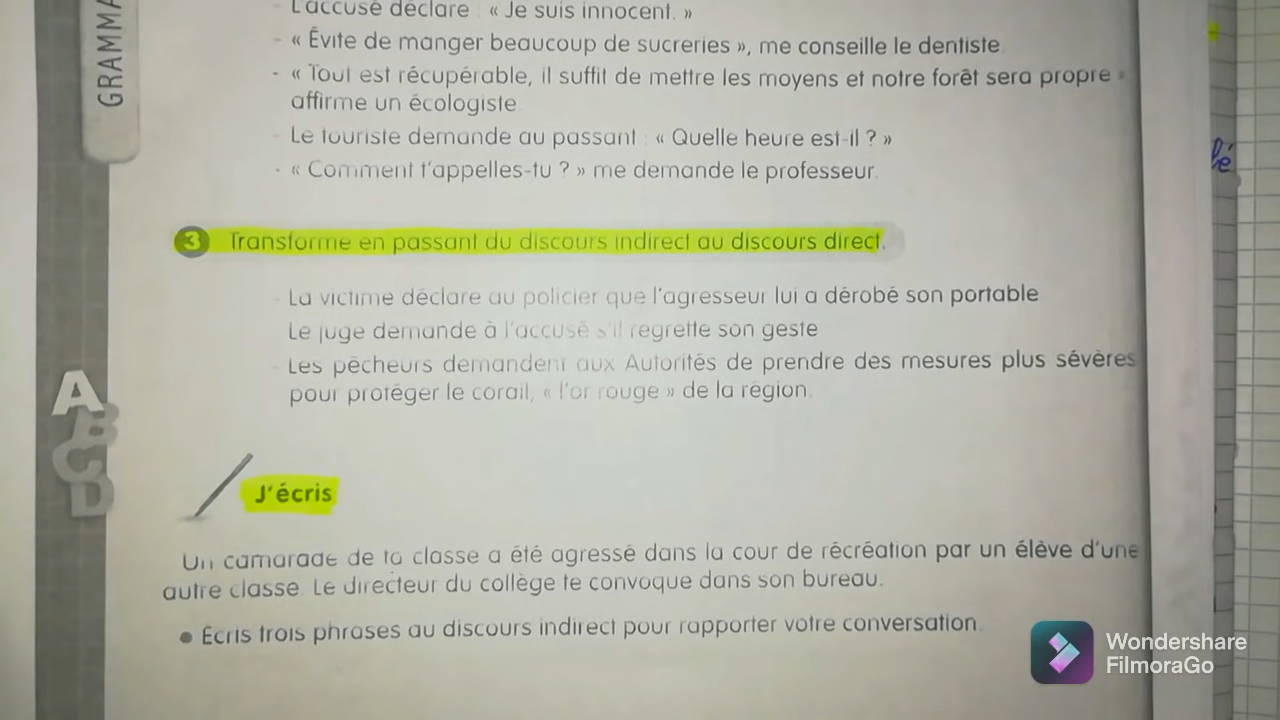 GRAMMA
L'accusé déclare : « Je suis innocent. »
- « Évite de manger beaucoup de sucreries », me conseille le dentiste
- « Tout est récupérable, il suffit de mettre les moyens et notre forêt sera propre »
affirme un écologiste
Le touriste demande au passant : « Quelle heure est-il ? »
- « Comment t'appelles-tu ? » me demande le professeur.
3 Transforme en passant du discours indirect au discours direct.
- La victime déclare au policier que l'agresseur lui a dérobé son portable
Le juge demande à l'accusé s'il regrette son geste
- Les pêcheurs demandent aux Autorités de prendre des mesures plus sévères
pour protéger le corail, « l'or rouge » de la région.
A
B
C
D
J'écris
Un camarade de ta classe a été agressé dans la cour de récréation par un élève d'une
autre classe. Le directeur du collège te convoque dans son bureau.
• Écris trois phrases au discours indirect pour rapporter votre conversation.
Wondershare
FilmoraGo